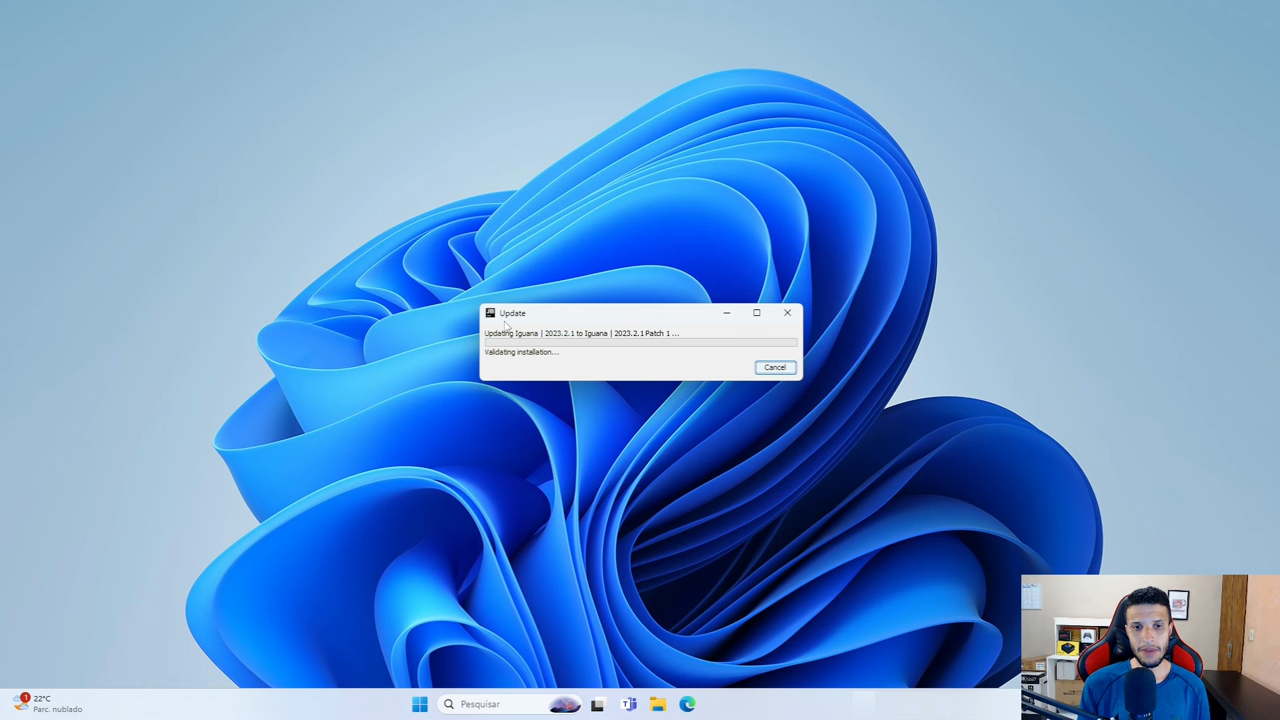 Update
Updating Iguana | 2023.2.1 to Iguana | 2023.2.1 Patch 1 ...
Validating installation...
Cancel
1
22°C
Parc. nublado
Pesquisar